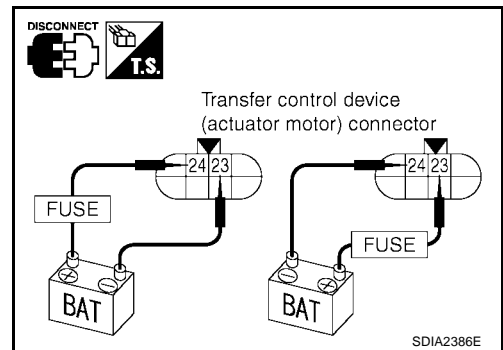 DISCONNECT
T.S.
Transfer control device
(actuator motor) connector
24 23
24 23
FUSE
FUSE
+ −
+ −
BAT
BAT
SDIA2386E